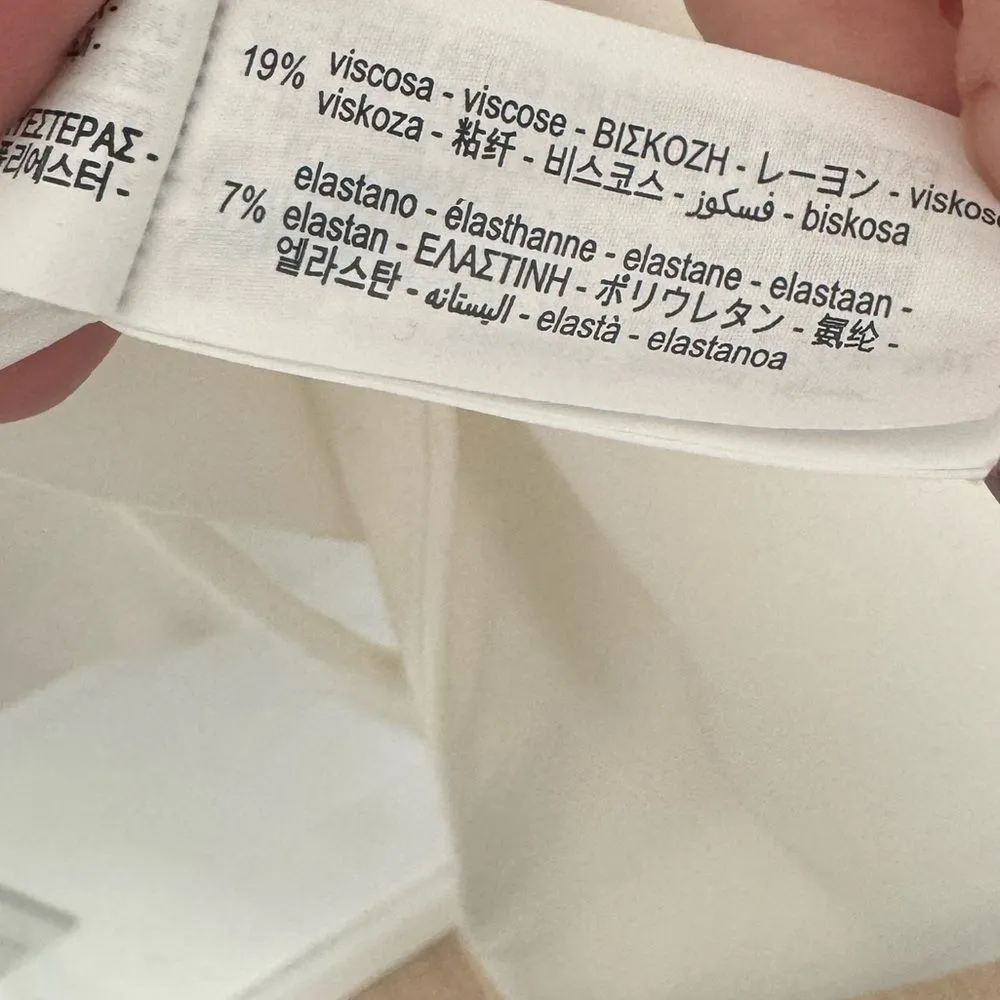 ΕΣΤΕΡΑΣ -
에스터 -
19% viscosa - viscose - ΒΙΣΚΟΖΗ - レーヨン - viskose
viskoza - 粘纤 - 비스코스 - فسكوز - biskosa
7% elastano - élasthanne - elastane - elastaan -
elastan - ΕΛΑΣΤΙΝΗ - ポリウレタン - 氨纶 -
엘라스탄 - اليستانه - elastà - elastanoa